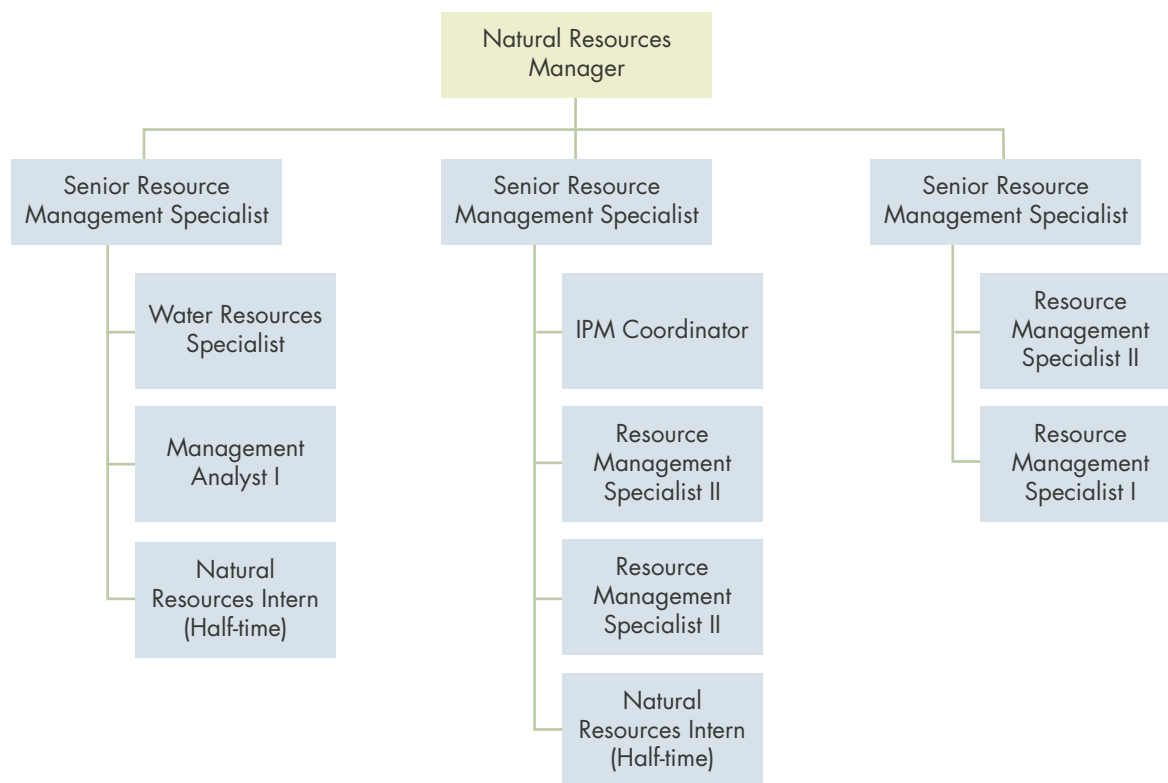 Natural Resources
Manager
Senior Resource
Management Specialist
Water Resources
Specialist
Management
Analyst I
Natural
Resources Intern
(Half-time)
Senior Resource
Management Specialist
IPM Coordinator
Resource
Management
Specialist II
Resource
Management
Specialist II
Natural
Resources Intern
(Half-time)
Senior Resource
Management Specialist
Resource
Management
Specialist II
Resource
Management
Specialist I